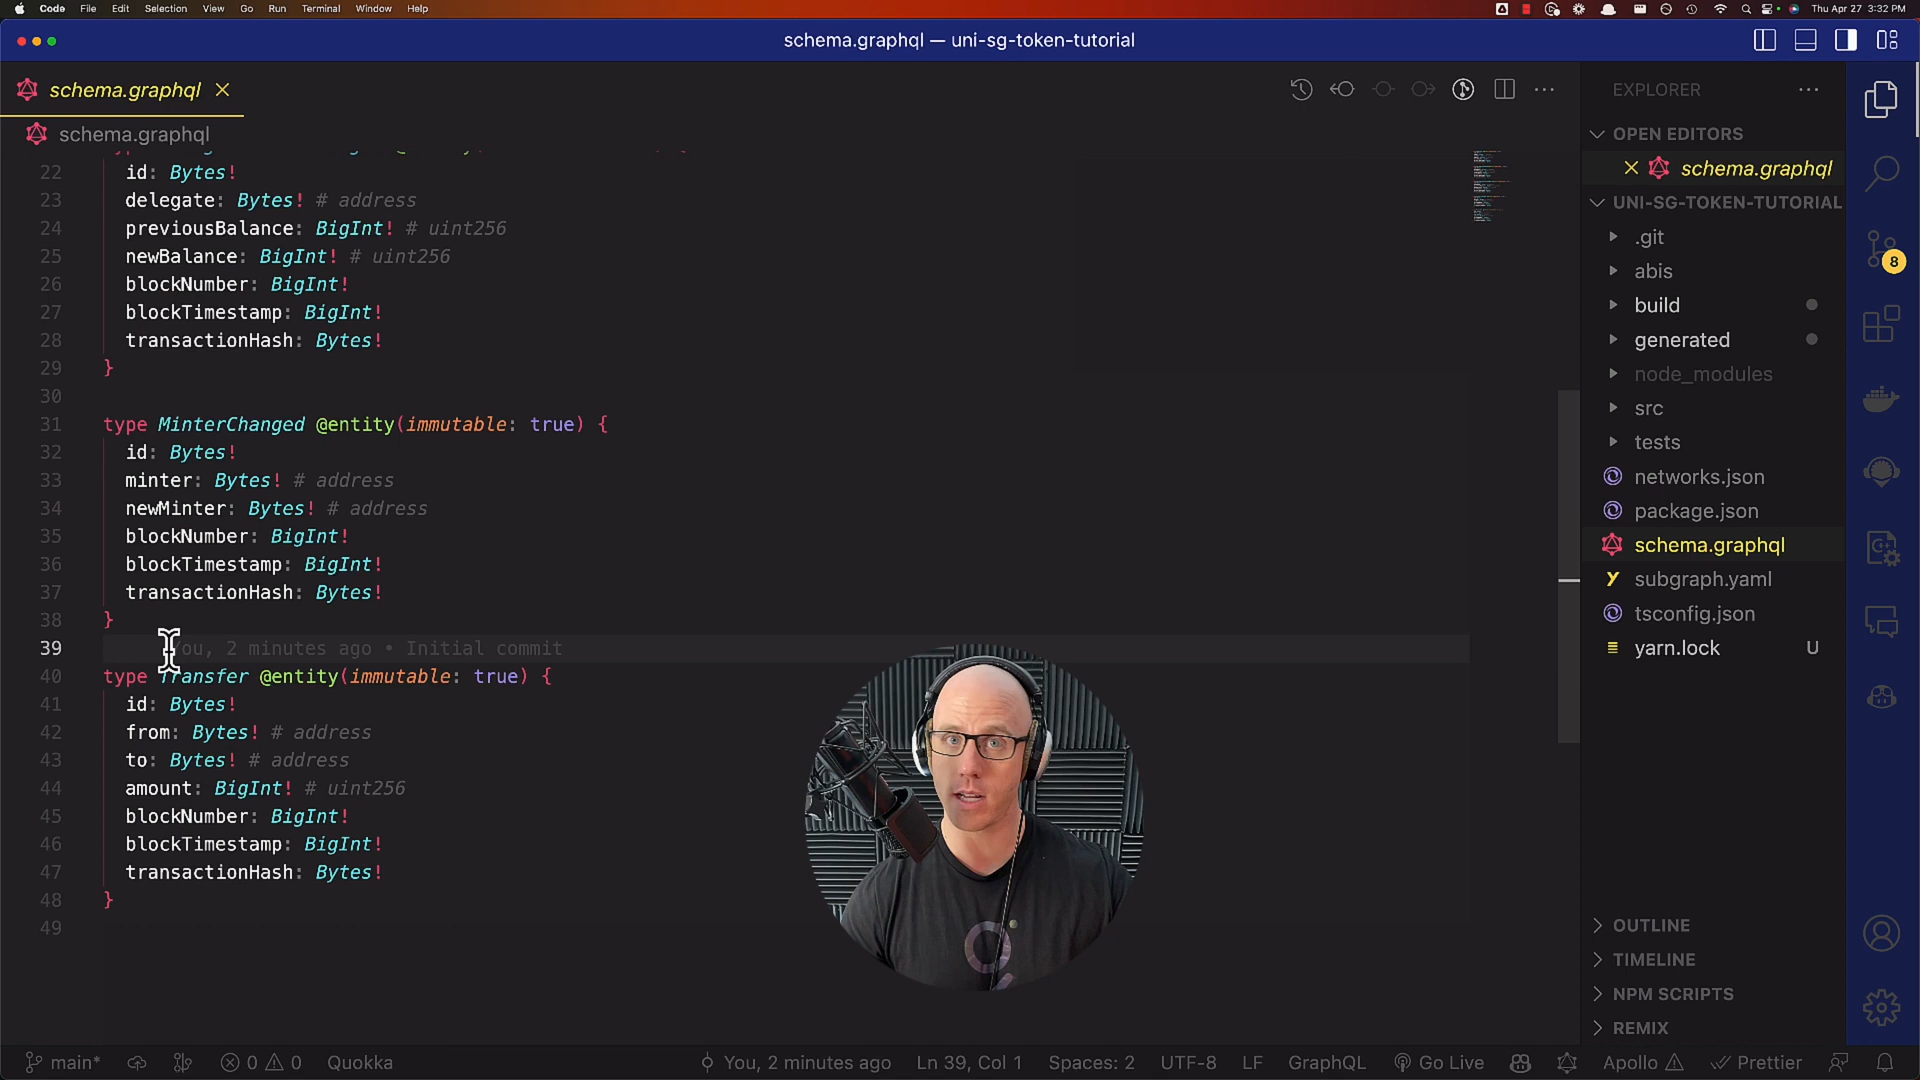 Code File Edit Selection View Go Run Terminal Window Help Thu Apr 27 3:32 PM
schema.graphql — uni-sg-token-tutorial
schema.graphql
schema.graphql
22 id: Bytes!
23 delegate: Bytes! # address
24 previousBalance: BigInt! # uint256
25 newBalance: BigInt! # uint256
26 blockNumber: BigInt!
27 blockTimestamp: BigInt!
28 transactionHash: Bytes!
29 }
30
31 type MinterChanged @entity(immutable: true) {
32 id: Bytes!
33 minter: Bytes! # address
34 newMinter: Bytes! # address
35 blockNumber: BigInt!
36 blockTimestamp: BigInt!
37 transactionHash: Bytes!
38 }
39 You, 2 minutes ago • Initial commit
40 type Transfer @entity(immutable: true) {
41 id: Bytes!
42 from: Bytes! # address
43 to: Bytes! # address
44 amount: BigInt! # uint256
45 blockNumber: BigInt!
46 blockTimestamp: BigInt!
47 transactionHash: Bytes!
48 }
49
EXPLORER
OPEN EDITORS
schema.graphql
UNI-SG-TOKEN-TUTORIAL
.git
abis
build
generated
node_modules
src
tests
networks.json
package.json
schema.graphql
subgraph.yaml
tsconfig.json
yarn.lock U
OUTLINE
TIMELINE
NPM SCRIPTS
REMIX
8
main* 0 0 Quokka You, 2 minutes ago Ln 39, Col 1 Spaces: 2 UTF-8 LF GraphQL Go Live Apollo Prettier